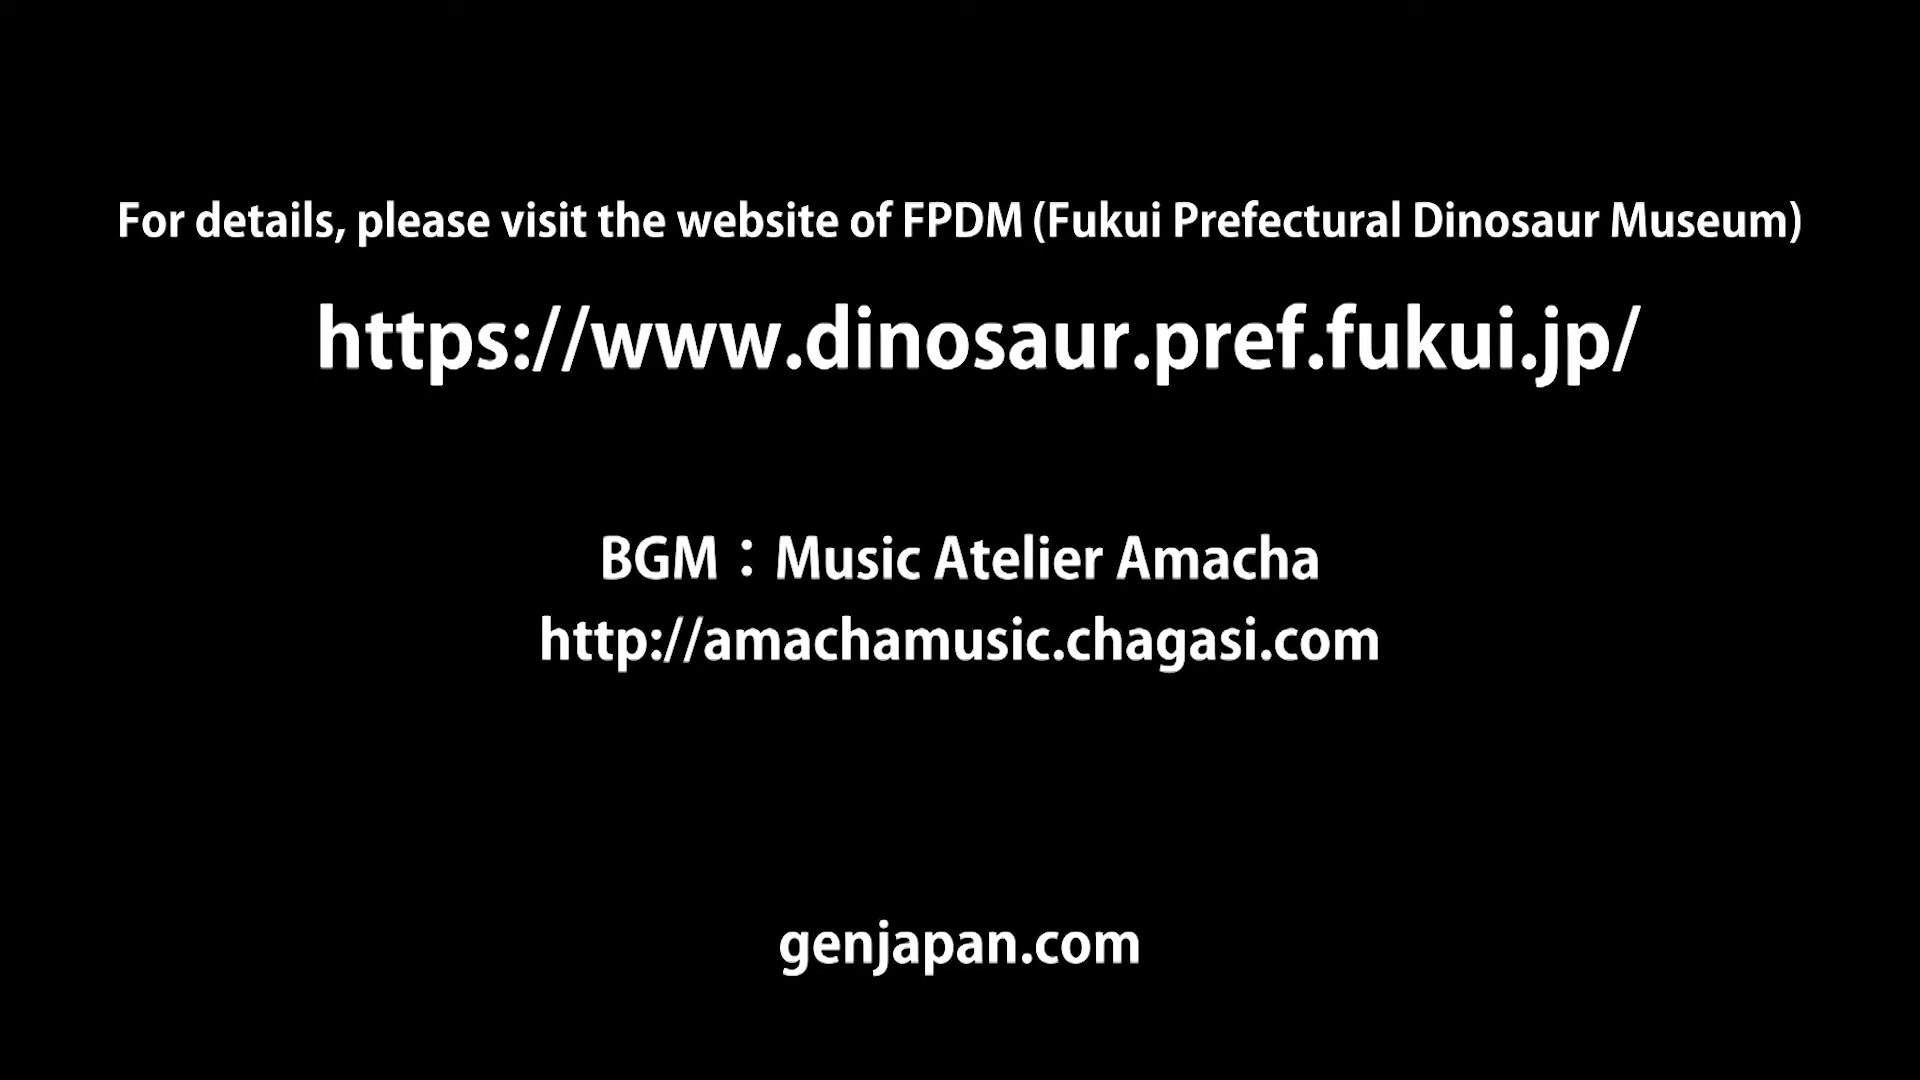 For details, please visit the website of FPDM (Fukui Prefectural Dinosaur Museum)
https://www.dinosaur.pref.fukui.jp/
BGM：Music Atelier Amacha
http://amachamusic.chagasi.com
genjapan.com